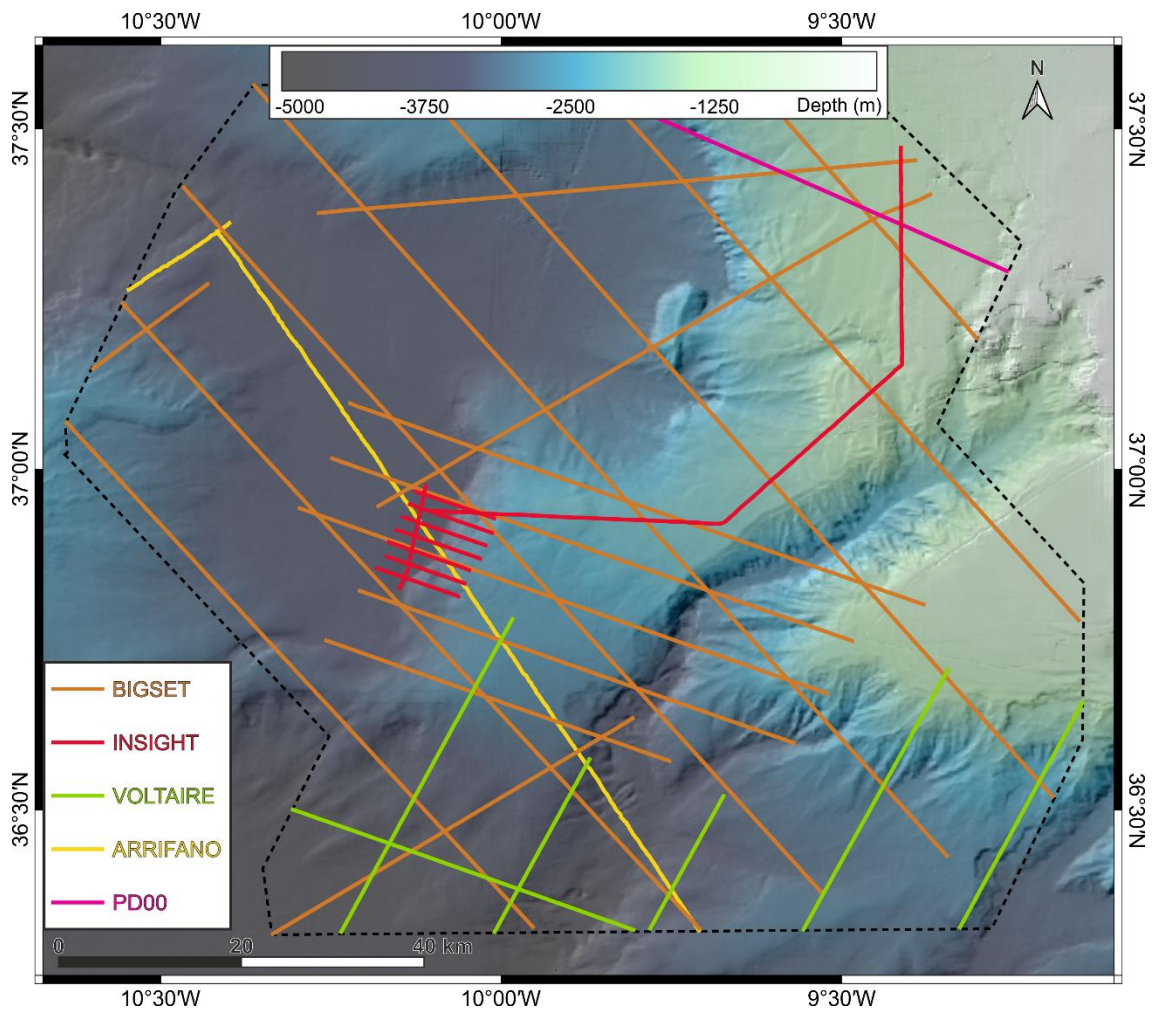 10°30'W 10°00'W 9°30'W
-5000 -3750 -2500 -1250 Depth (m)
N
37°30'N 37°30'N
37°00'N 37°00'N
36°30'N 36°30'N
BIGSET
INSIGHT
VOLTAIRE
ARRIFANO
PD00
0 20 40 km
10°30'W 10°00'W 9°30'W